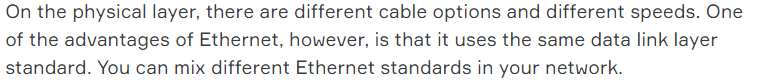 On the physical layer, there are different cable options and different speeds. One
of the advantages of Ethernet, however, is that it uses the same data link layer
standard. You can mix different Ethernet standards in your network.